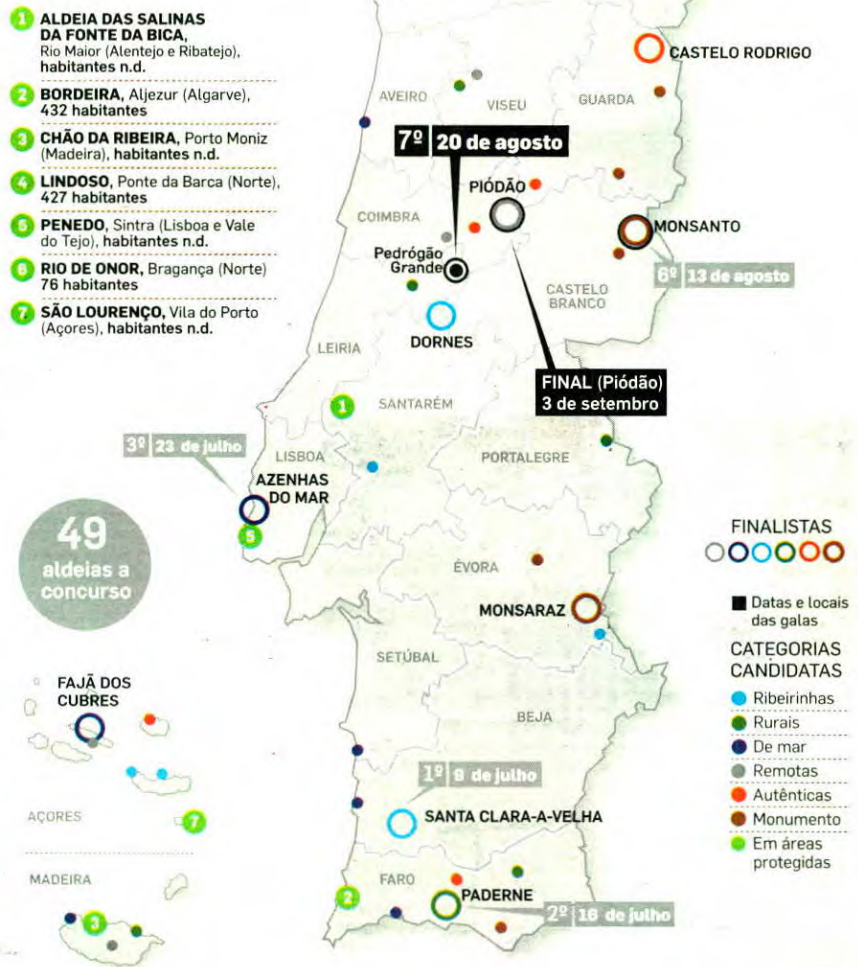 1 ALDEIA DAS SALINAS
DA FONTE DA BICA,
Rio Maior (Alentejo e Ribatejo),
habitantes n.d.
2 BORDEIRA, Aljezur (Algarve),
432 habitantes
3 CHÃO DA RIBEIRA, Porto Moniz
(Madeira), habitantes n.d.
4 LINDOSO, Ponte da Barca (Norte),
427 habitantes
5 PENEDO, Sintra (Lisboa e Vale
do Tejo), habitantes n.d.
6 RIO DE ONOR, Bragança (Norte)
76 habitantes
7 SÃO LOURENÇO, Vila do Porto
(Açores), habitantes n.d.
CASTELO RODRIGO
AVEIRO
VISEU
GUARDA
7º 20 de agosto
PIÓDÃO
COIMBRA
MONSANTO
Pedrógão
Grande
6º 13 de agosto
CASTELO
BRANCO
DORNES
LEIRIA
FINAL (Piódão)
3 de setembro
1
SANTARÉM
3º 23 de julho
LISBOA
PORTALEGRE
AZENHAS
DO MAR
5
49
aldeias a
concurso
ÉVORA
MONSARAZ
SETÚBAL
BEJA
FAJÃ DOS
CUBRES
1º 9 de julho
SANTA CLARA-A-VELHA
AÇORES
7
MADEIRA
FARO
2
PADERNE
3
2º 16 de julho
FINALISTAS
Datas e locais
das galas
CATEGORIAS
CANDIDATAS
Ribeirinhas
Rurais
De mar
Remotas
Autênticas
Monumento
Em áreas
protegidas